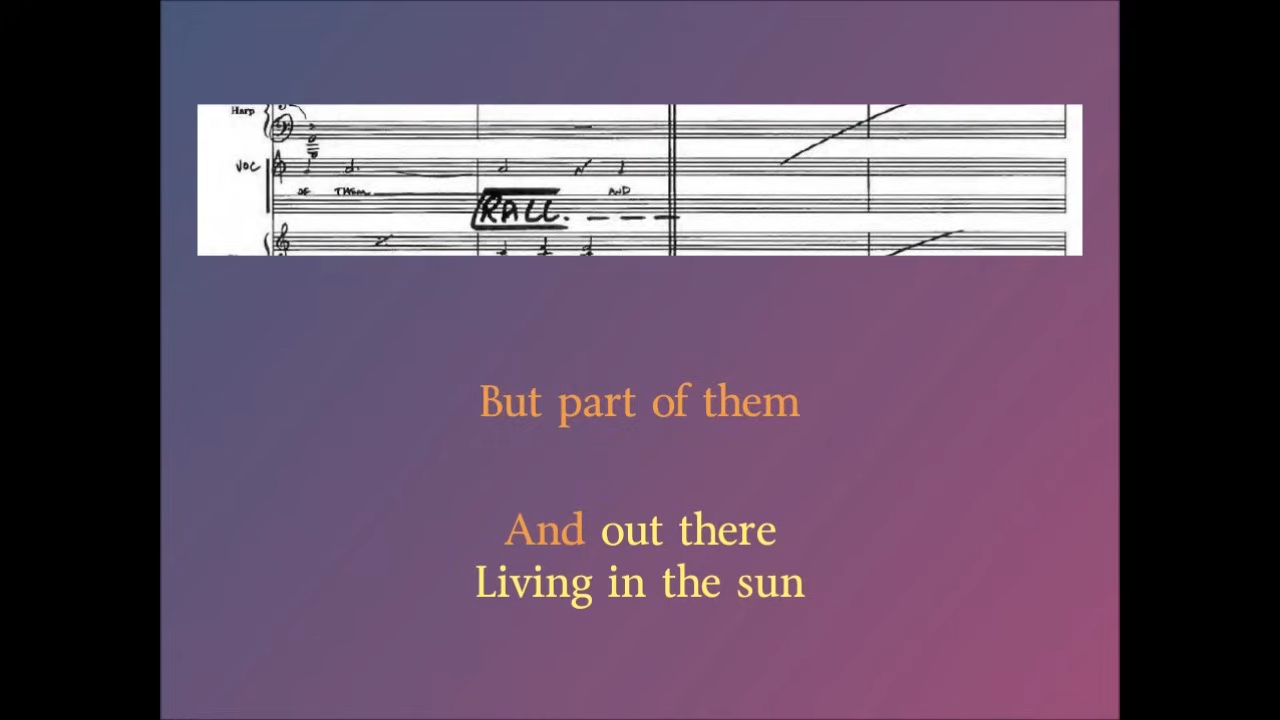 Harp
VOC
OF THEM AND
RALL.
But part of them
And out there
Living in the sun